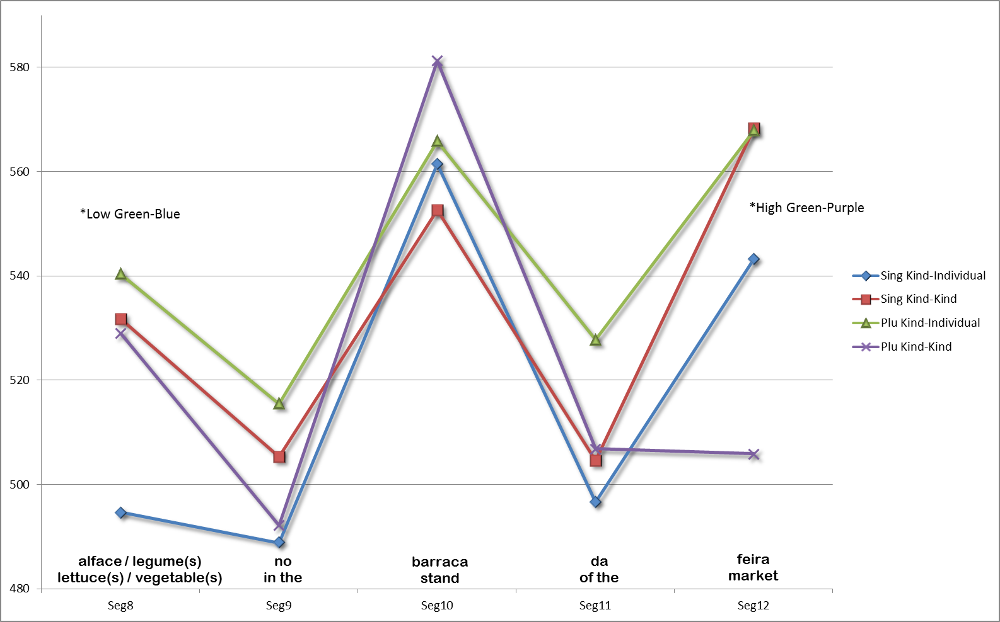 580
560
540
520
500
480
*Low Green-Blue
*High Green-Purple
Sing Kind-Individual
Sing Kind-Kind
Plu Kind-Individual
Plu Kind-Kind
alface / legume(s)
lettuce(s) / vegetable(s)
no
in the
barraca
stand
da
of the
feira
market
Seg8
Seg9
Seg10
Seg11
Seg12